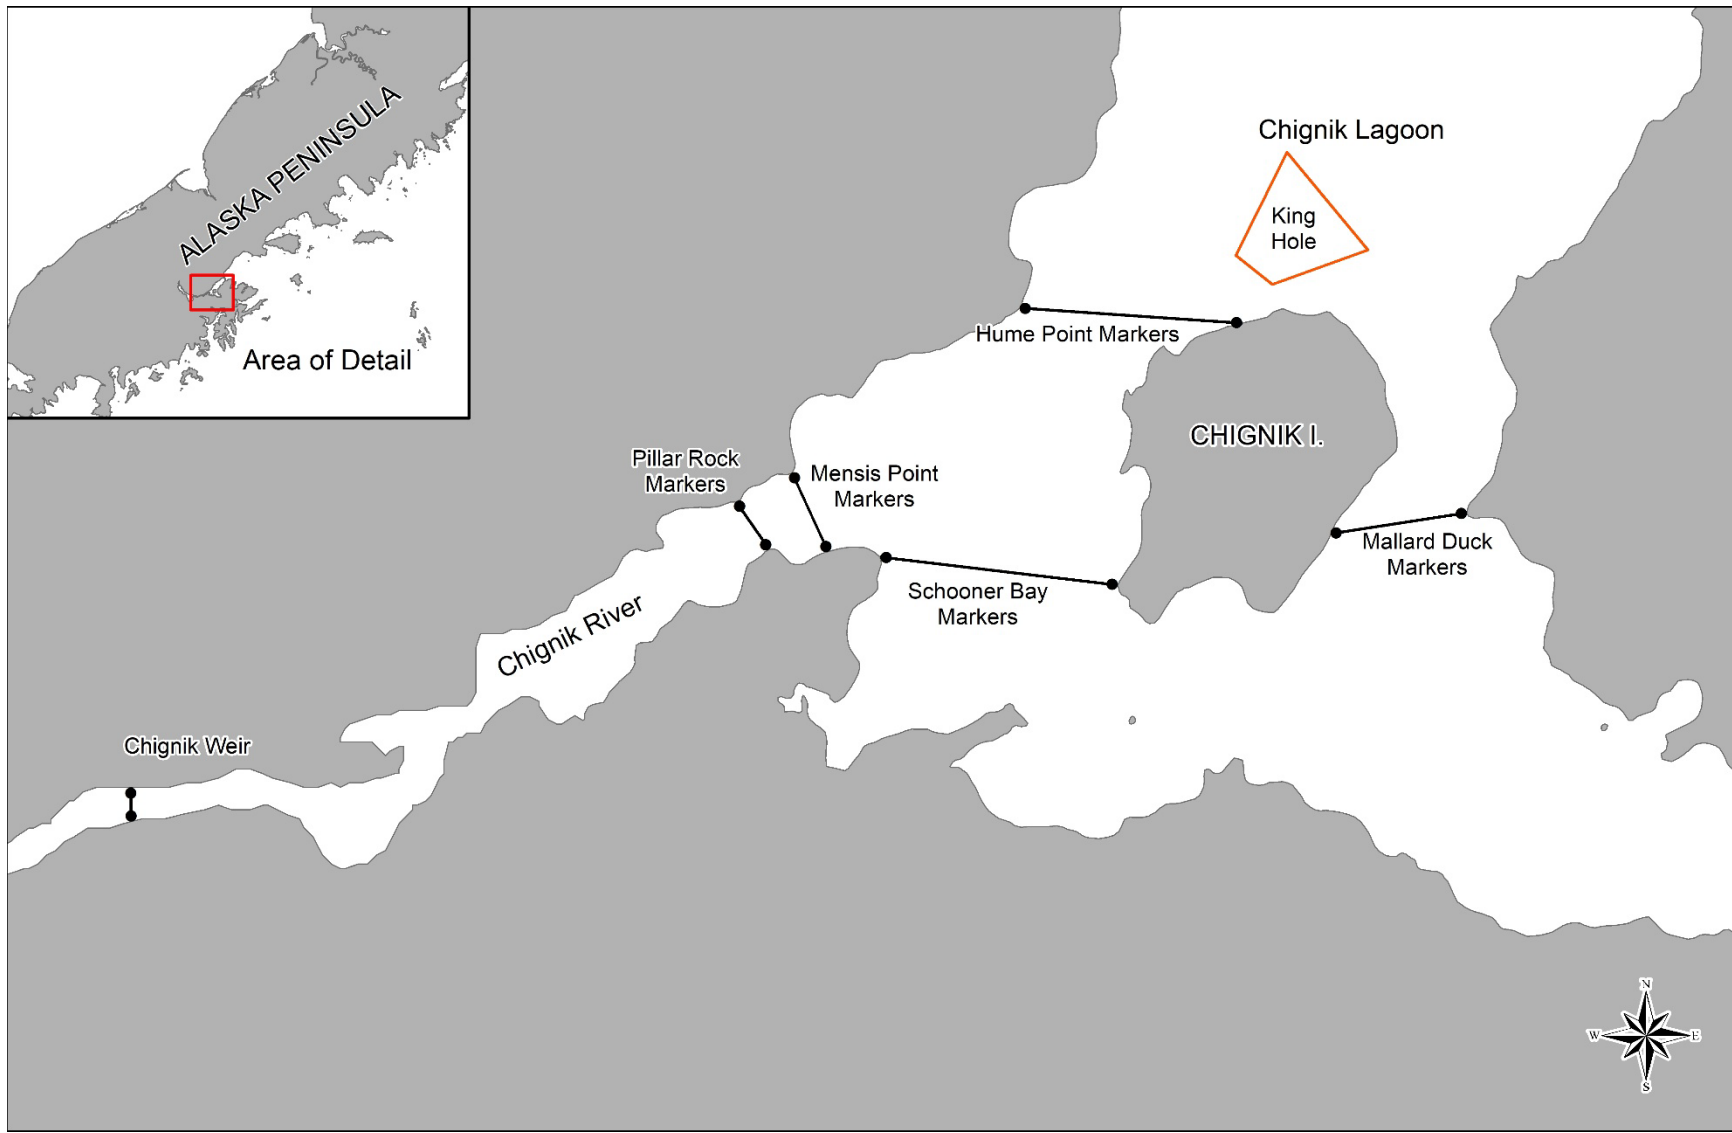 ALASKA PENINSULA
Area of Detail
Chignik Lagoon
King
Hole
Hume Point Markers
CHIGNIK I.
Pillar Rock
Markers
Mensis Point
Markers
Mallard Duck
Markers
Schooner Bay
Markers
Chignik River
Chignik Weir
N
W
E
S